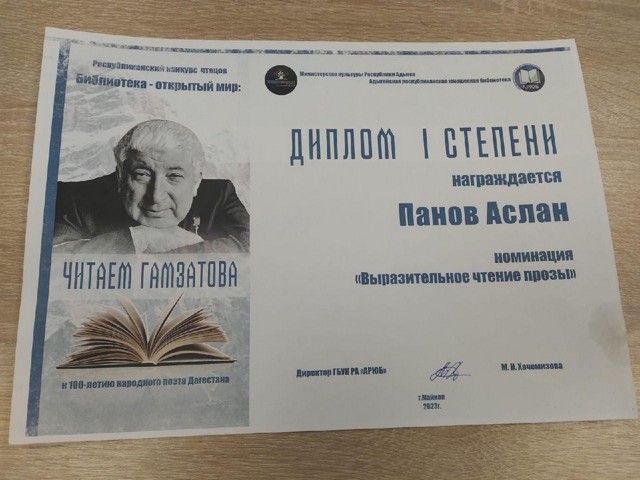 Республиканский конкурс чтецов
Библиотека - открытый мир:
ЧИТАЕМ ГАМЗАТОВА
к 100-летию народного поэта Дагестана
Министерство культуры Республики Адыгея
Адыгейская республиканская юношеская библиотека
ДИПЛОМ I СТЕПЕНИ
награждается
Панов Аслан
номинация
«Выразительное чтение прозы»
Директор ГБУК РА «АРЮБ»
М. Н. Хачемизова
г.Майкоп
2023г.